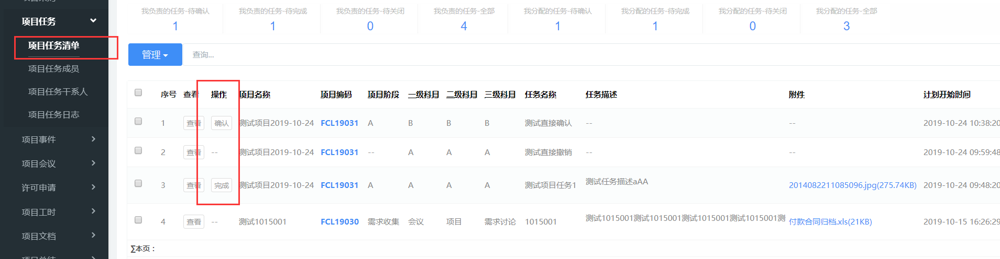 项目任务
项目任务清单
项目任务成员
项目任务干系人
项目任务日志
项目事件
项目会议
许可申请
项目工时
项目文档
项目总结
我负责的任务-待确认 我负责的任务-待完成 我负责的任务-待关闭 我负责的任务-全部 我分配的任务-待确认 我分配的任务-待完成 我分配的任务-待关闭 我分配的任务-全部
1 1 0 4 1 1 0 3
管理 查询...
序号 查看 操作 项目名称 项目编码 项目阶段 一级科目 二级科目 三级科目 任务名称 任务描述 附件 计划开始时间
1 查看 确认 测试项目2019-10-24 FCL19031 A B B B 测试直接确认 -- -- 2019-10-24 10:38:20
2 查看 -- 测试项目2019-10-24 FCL19031 -- A A A 测试直接撤销 -- -- 2019-10-24 09:59:48
3 查看 完成 测试项目2019-10-24 FCL19031 A A A A 测试项目任务1 测试任务描述aAA 2014082211085096.jpg(275.74KB) 2019-10-24 09:48:20
4 查看 -- 测试1015001 FCL19030 需求收集 会议 项目 需求讨论 1015001 测试1015001测试1015001测试1015001测试1015001测 付款合同归档.xls(21KB) 2019-10-15 16:26:29
∑本页：